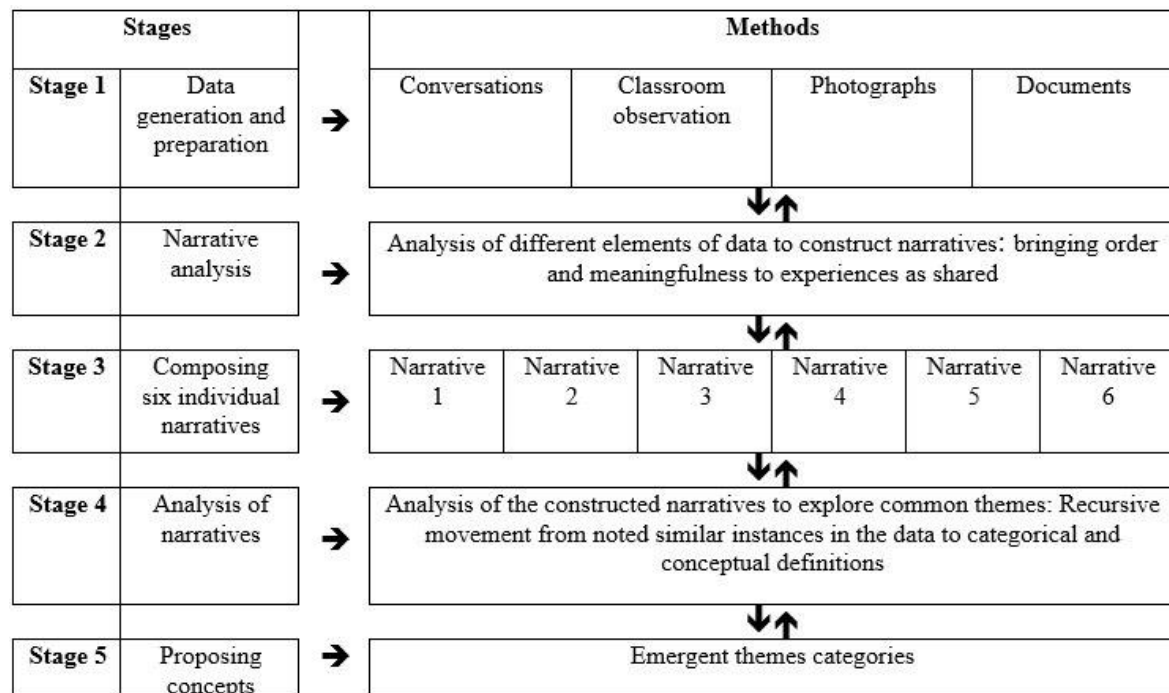 Stages
Methods
Stage 1
Data
generation and
preparation
➔
Conversations
Classroom
observation
Photographs
Documents
Stage 2
Narrative
analysis
➔
Analysis of different elements of data to construct narratives: bringing order
and meaningfulness to experiences as shared
Stage 3
Composing
six individual
narratives
➔
Narrative
1
Narrative
2
Narrative
3
Narrative
4
Narrative
5
Narrative
6
Stage 4
Analysis of
narratives
➔
Analysis of the constructed narratives to explore common themes: Recursive
movement from noted similar instances in the data to categorical and
conceptual definitions
Stage 5
Proposing
concepts
➔
Emergent themes categories